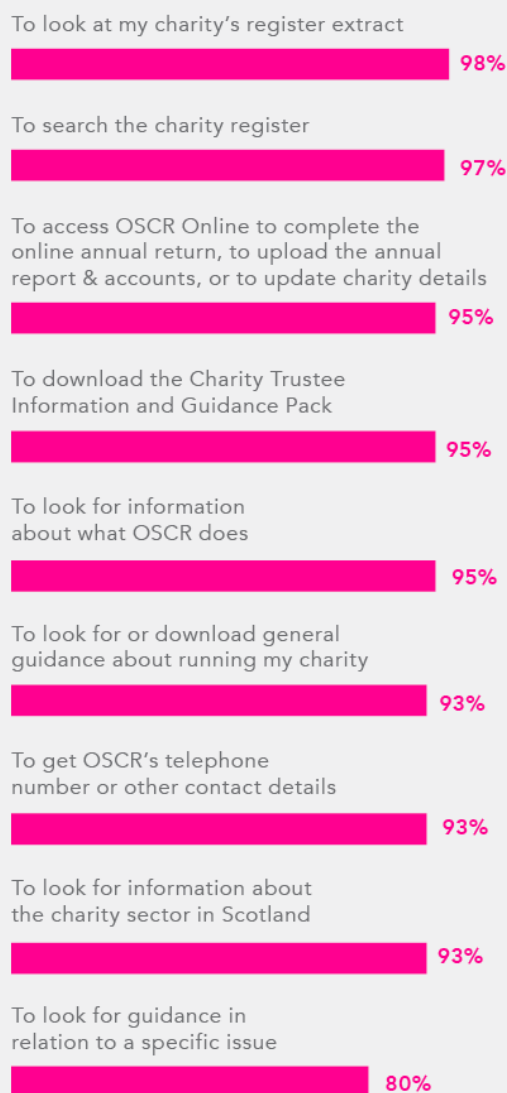 To look at my charity’s register extract
98%
To search the charity register
97%
To access OSCR Online to complete the
online annual return, to upload the annual
report & accounts, or to update charity details
95%
To download the Charity Trustee
Information and Guidance Pack
95%
To look for information
about what OSCR does
95%
To look for or download general
guidance about running my charity
93%
To get OSCR’s telephone
number or other contact details
93%
To look for information about
the charity sector in Scotland
93%
To look for guidance in
relation to a specific issue
80%